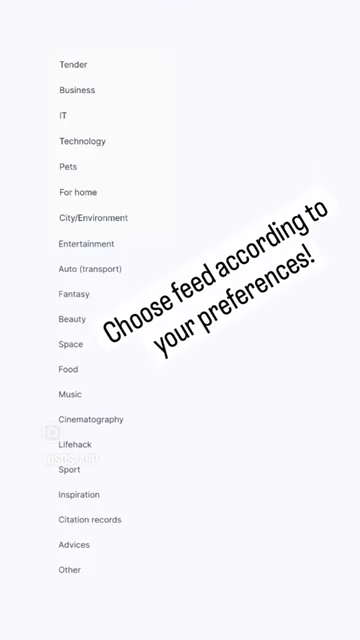 Tender
Business
IT
Technology
Pets
For home
City/Environment
Entertainment
Auto (transport)
Fantasy
Beauty
Space
Food
Music
Cinematography
Lifehack
Sport
Inspiration
Citation records
Advices
Other
Choose feed according to
your preferences!